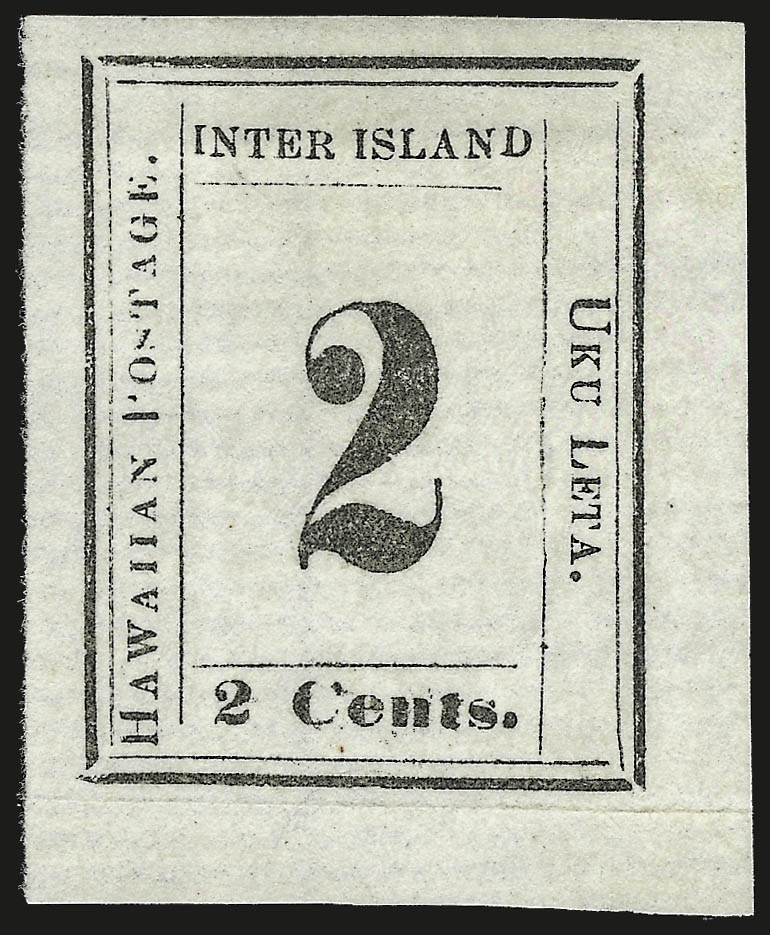 INTER ISLAND
HAWAIIAN POSTAGE.
2
UKU LETA.
2 Cents.